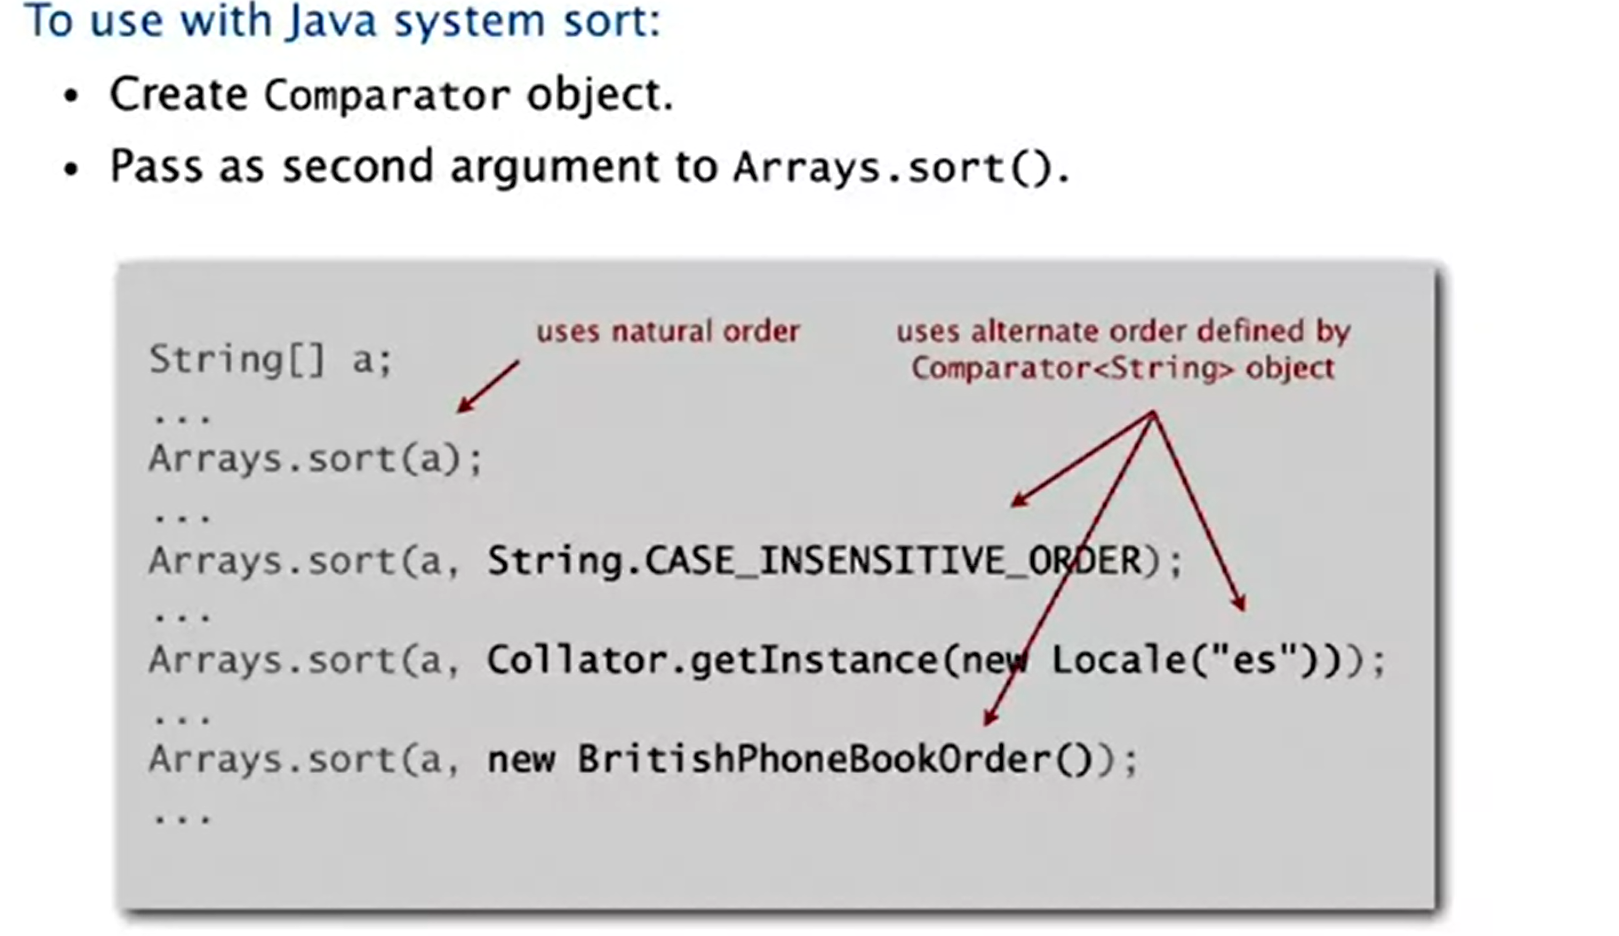 To use with Java system sort:
• Create Comparator object.
• Pass as second argument to Arrays.sort().
uses natural order
uses alternate order defined by
Comparator<String> object
String[] a;
...
Arrays.sort(a);
...
Arrays.sort(a, String.CASE_INSENSITIVE_ORDER);
...
Arrays.sort(a, Collator.getInstance(new Locale("es")));
...
Arrays.sort(a, new BritishPhoneBookOrder());
...